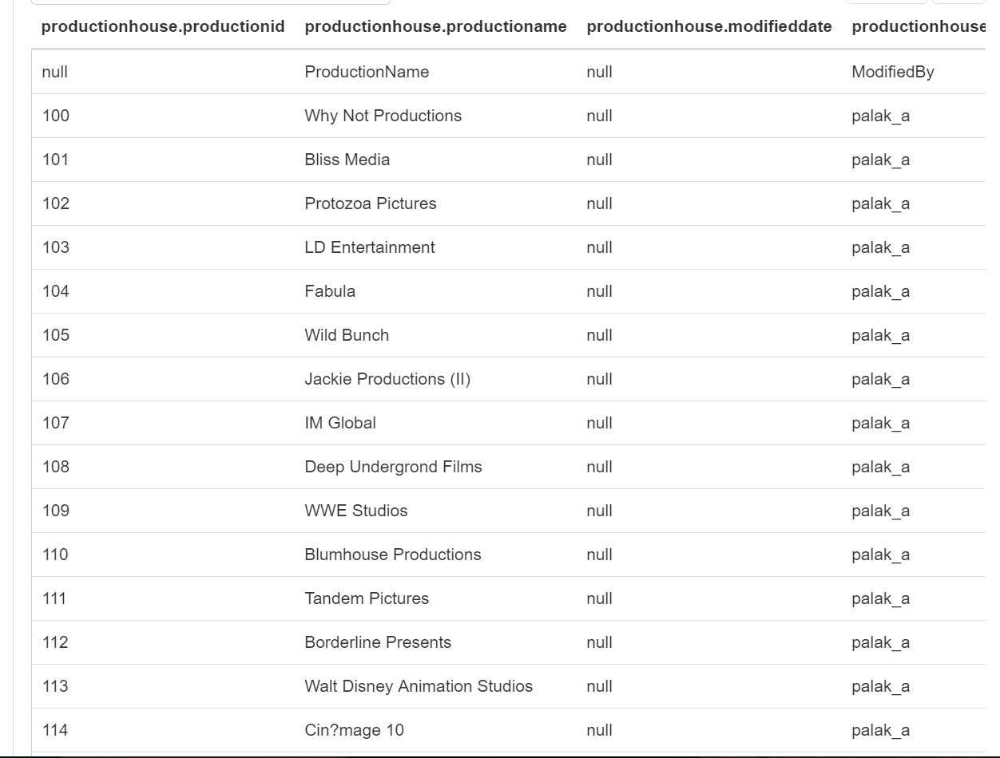 productionhouse.productionid productionhouse.productioname productionhouse.modifieddate productionhouse
null ProductionName null ModifiedBy
100 Why Not Productions null palak_a
101 Bliss Media null palak_a
102 Protozoa Pictures null palak_a
103 LD Entertainment null palak_a
104 Fabula null palak_a
105 Wild Bunch null palak_a
106 Jackie Productions (II) null palak_a
107 IM Global null palak_a
108 Deep Undergrond Films null palak_a
109 WWE Studios null palak_a
110 Blumhouse Productions null palak_a
111 Tandem Pictures null palak_a
112 Borderline Presents null palak_a
113 Walt Disney Animation Studios null palak_a
114 Cin?mage 10 null palak_a